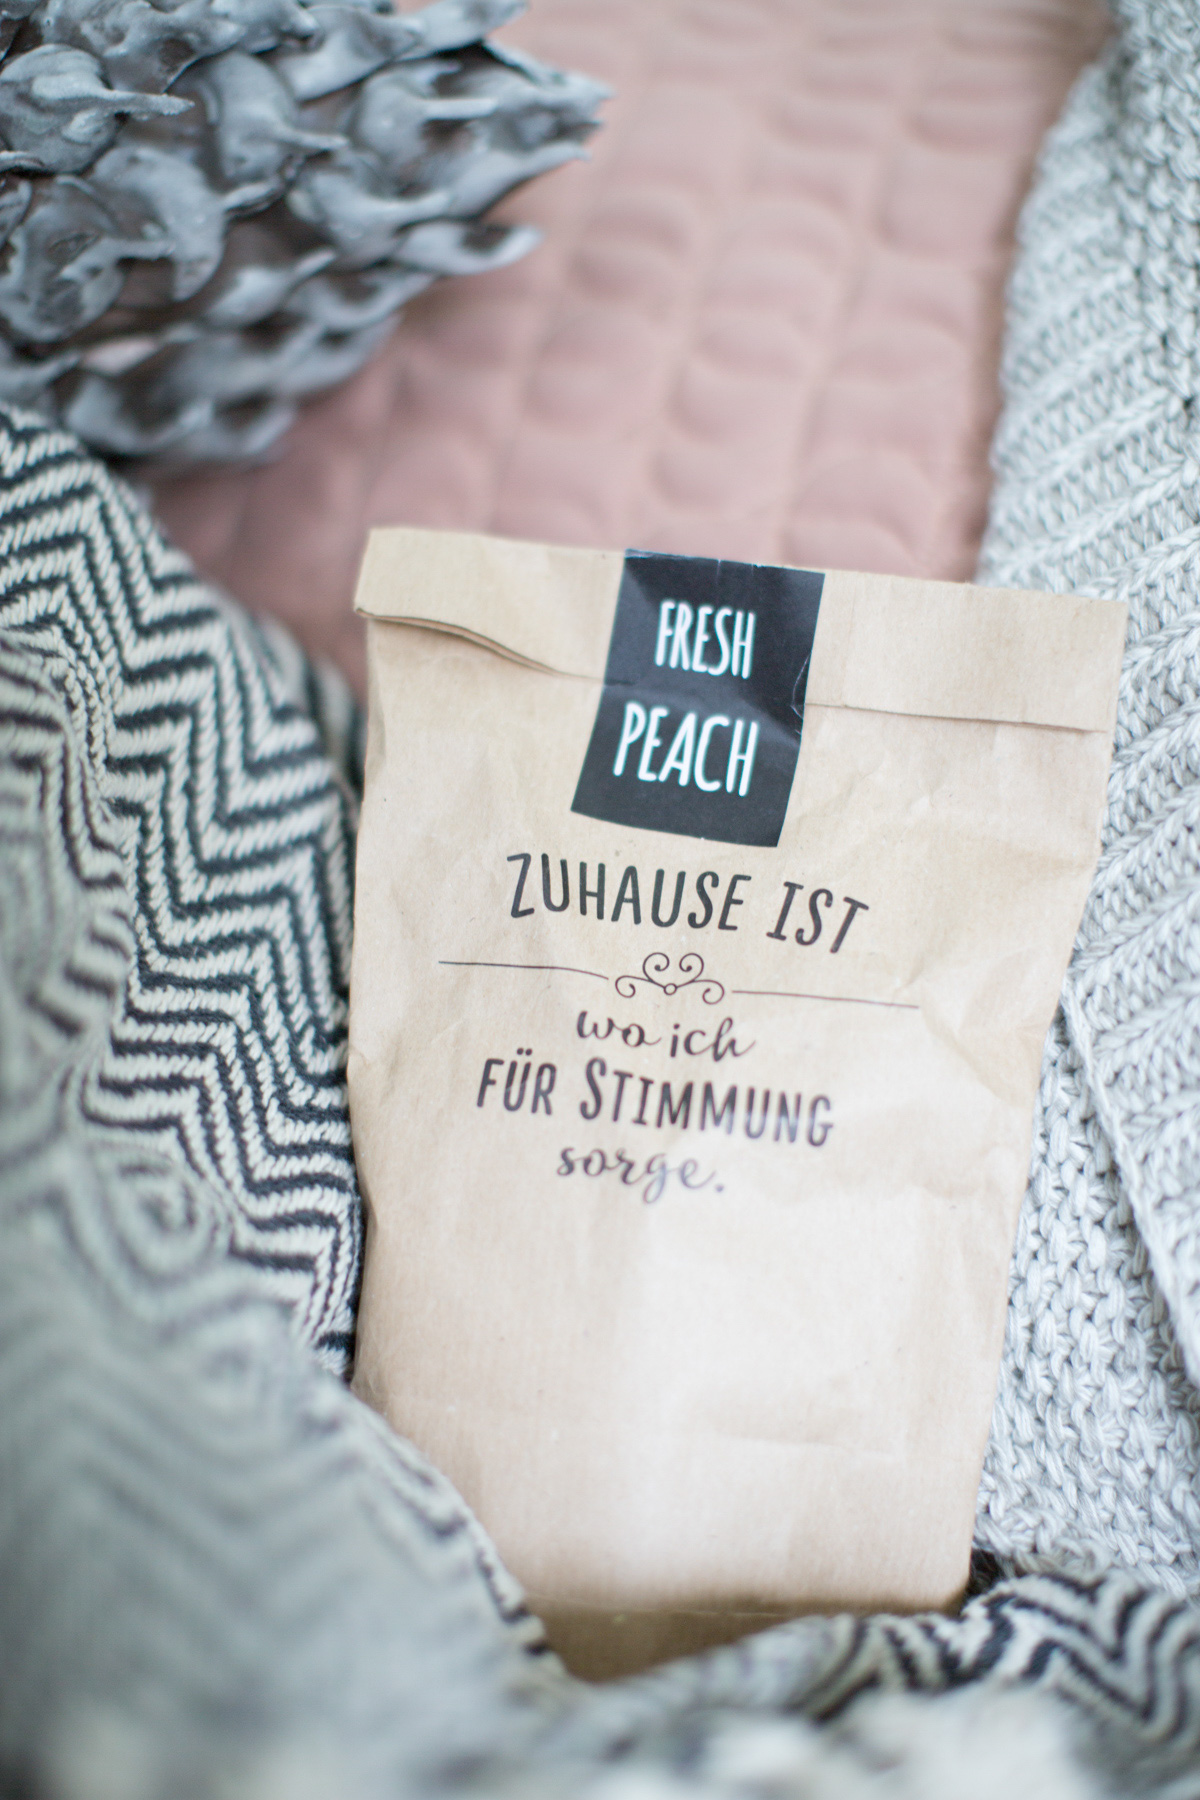 FRESH
PEACH
ZUHAUSE IST
wo ich
FÜR STIMMUNG
sorge.